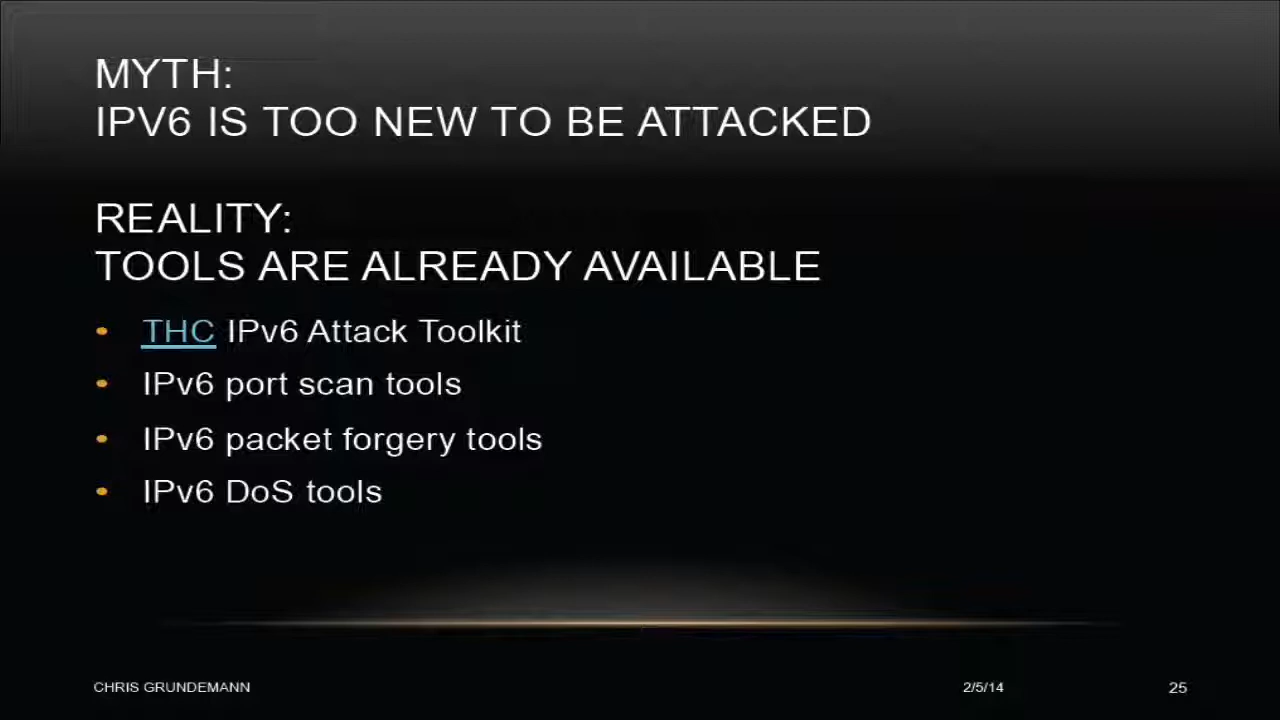 MYTH:
IPV6 IS TOO NEW TO BE ATTACKED
REALITY:
TOOLS ARE ALREADY AVAILABLE
• THC IPv6 Attack Toolkit
• IPv6 port scan tools
• IPv6 packet forgery tools
• IPv6 DoS tools
CHRIS GRUNDEMANN 2/5/14 25